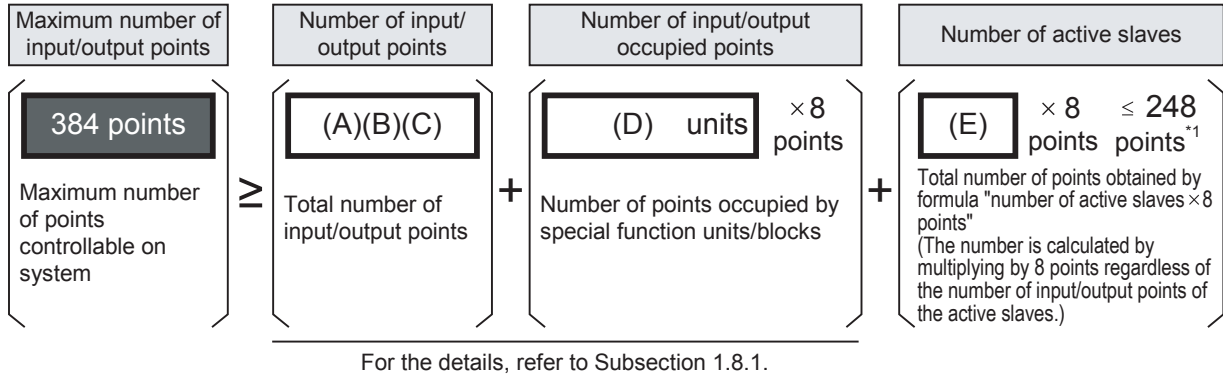 Maximum number of
input/output points
Number of input/
output points
Number of input/output
occupied points
Number of active slaves
384 points
Maximum number
of points
controllable on
system
≥
(A)(B)(C)
Total number of
input/output points
+
(D) units
×8
points
Number of points occupied by
special function units/blocks
+
(E)
× 8
points
≤ 248
points*1
Total number of points obtained by
formula "number of active slaves×8
points"
(The number is calculated by
multiplying by 8 points regardless of
the number of input/output points of
the active slaves.)
For the details, refer to Subsection 1.8.1.